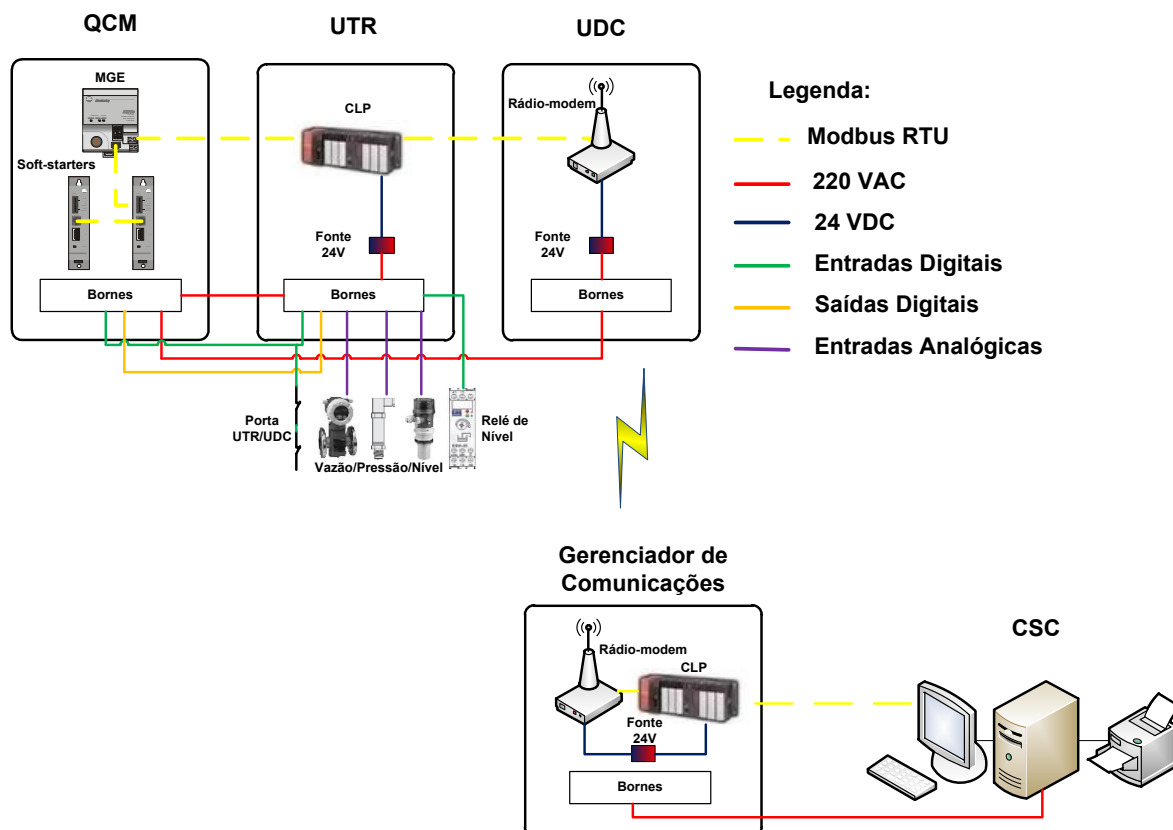 QCM
UTR
UDC
MGE
CLP
Rádio-modem
Soft-starters
Fonte
24V
Fonte
24V
Bornes
Bornes
Bornes
Legenda:
Modbus RTU
220 VAC
24 VDC
Entradas Digitais
Saídas Digitais
Entradas Analógicas
Porta
UTR/UDC
Vazão/Pressão/Nível
Relé de
Nível
Gerenciador de
Comunicações
CSC
Rádio-modem
CLP
Fonte
24V
Bornes